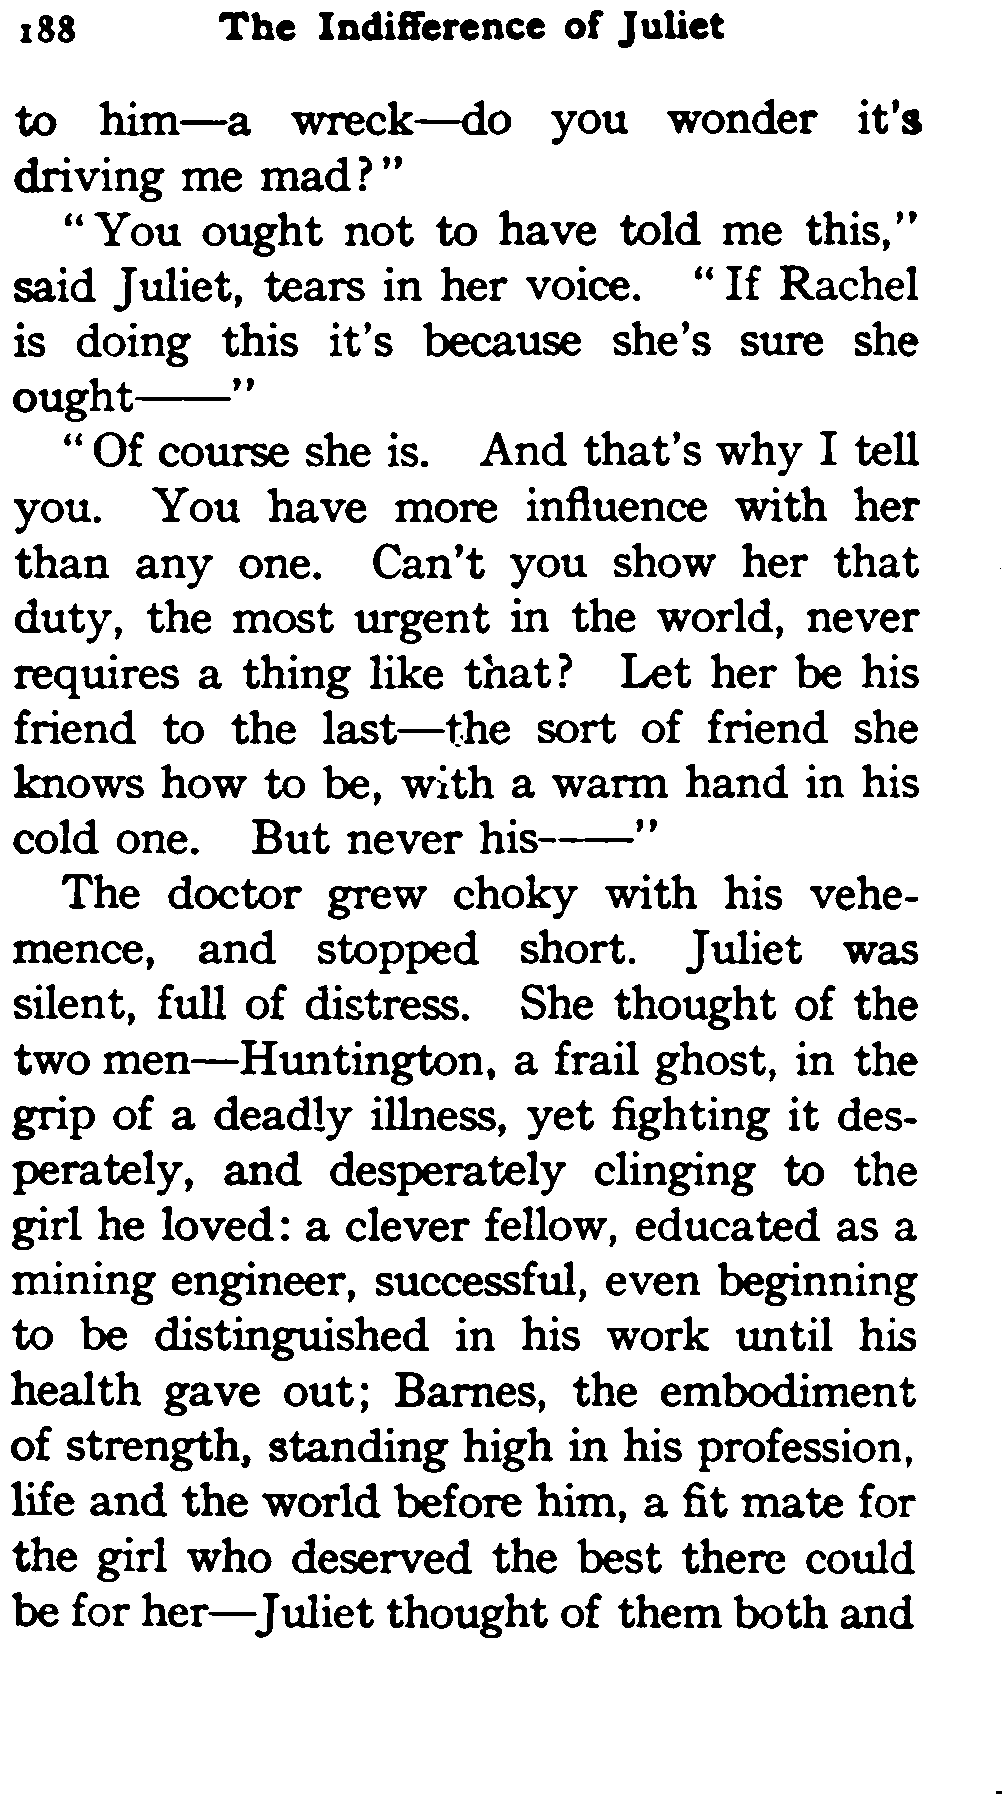 188 The Indifference of Juliet
to him—a wreck—do you wonder it's
driving me mad?"
"You ought not to have told me this,"
said Juliet, tears in her voice. "If Rachel
is doing this it's because she's sure she
ought——"
"Of course she is. And that's why I tell
you. You have more influence with her
than any one. Can't you show her that
duty, the most urgent in the world, never
requires a thing like that? Let her be his
friend to the last—the sort of friend she
knows how to be, with a warm hand in his
cold one. But never his——"
The doctor grew choky with his vehe-
mence, and stopped short. Juliet was
silent, full of distress. She thought of the
two men—Huntington, a frail ghost, in the
grip of a deadly illness, yet fighting it des-
perately, and desperately clinging to the
girl he loved: a clever fellow, educated as a
mining engineer, successful, even beginning
to be distinguished in his work until his
health gave out; Barnes, the embodiment
of strength, standing high in his profession,
life and the world before him, a fit mate for
the girl who deserved the best there could
be for her—Juliet thought of them both and